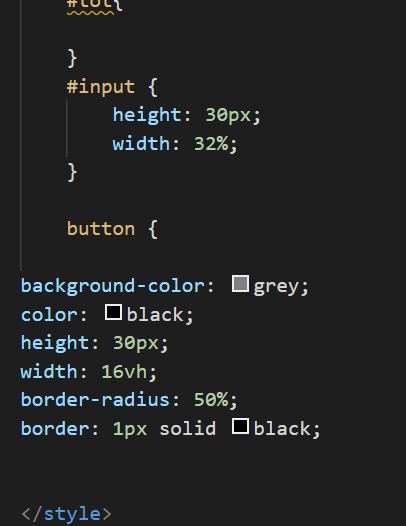 #tot{
}
#input {
height: 30px;
width: 32%;
}
button {
background-color: grey;
color: black;
height: 30px;
width: 16vh;
border-radius: 50%;
border: 1px solid black;
</style>